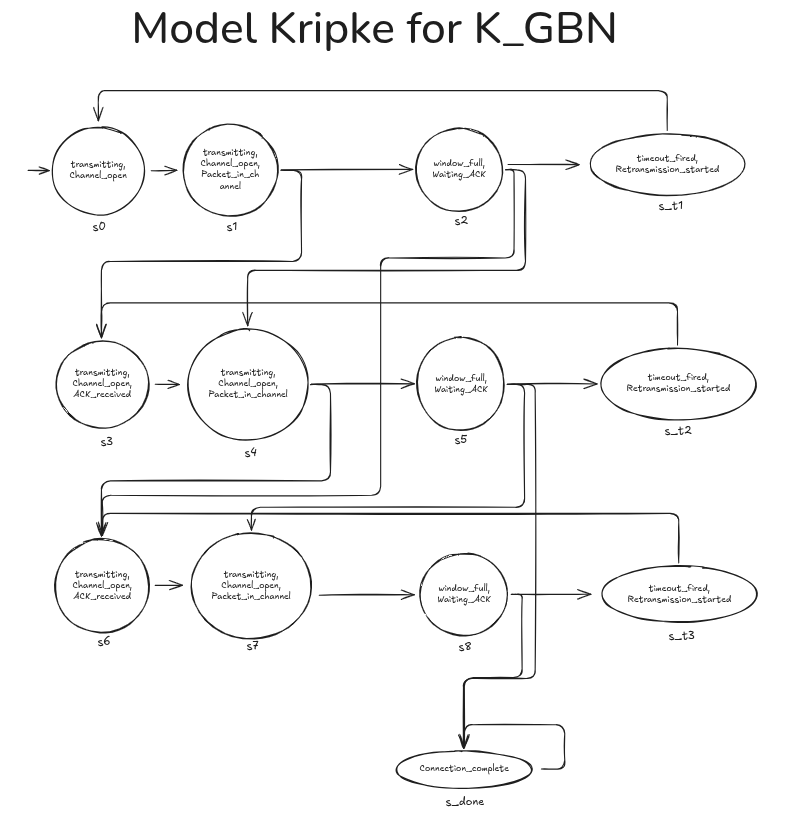 Model Kripke for K_GBN
transmitting,
Channel_open
s0
transmitting,
Channel_open,
Packet_in_ch
annel
s1
window_full,
Waiting_ACK
s2
timeout_fired,
Retransmission_started
s_t1
transmitting,
Channel_open,
ACK_received
s3
transmitting,
Channel_open,
Packet_in_channel
s4
window_full,
Waiting_ACK
s5
timeout_fired,
Retransmission_started
s_t2
transmitting,
Channel_open,
ACK_received
s6
transmitting,
Channel_open,
Packet_in_channel
s7
window_full,
Waiting_ACK
s8
timeout_fired,
Retransmission_started
s_t3
Connection_complete
s_done